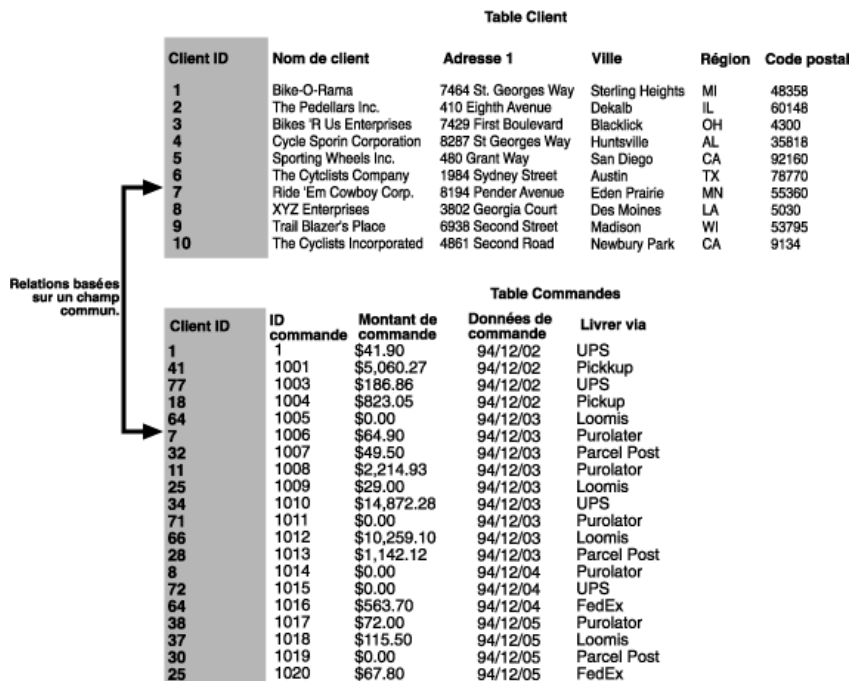 Table Client
Client ID Nom de client Adresse 1 Ville Région Code postal
1 Bike-O-Rama 7464 St. Georges Way Sterling Heights MI 48358
2 The Pedellars Inc. 410 Eighth Avenue Dekalb IL 60148
3 Bikes 'R Us Enterprises 7429 First Boulevard Blacklick OH 4300
4 Cycle Sporin Corporation 8287 St Georges Way Huntsville AL 35818
5 Sporting Wheels Inc. 480 Grant Way San Diego CA 92160
6 The Cytclists Company 1984 Sydney Street Austin TX 78770
7 Ride 'Em Cowboy Corp. 8194 Pender Avenue Eden Prairie MN 55360
8 XYZ Enterprises 3802 Georgia Court Des Moines LA 5030
9 Trail Blazer's Place 6938 Second Street Madison WI 53795
10 The Cyclists Incorporated 4861 Second Road Newbury Park CA 9134
Relations basées
sur un champ
commun.
Table Commandes
Client ID ID commande Montant de commande Données de commande Livrer via
1 1 $41.90 94/12/02 UPS
41 1001 $5,060.27 94/12/02 Pickkup
77 1003 $186.86 94/12/02 UPS
18 1004 $823.05 94/12/02 Pickup
64 1005 $0.00 94/12/03 Loomis
7 1006 $64.90 94/12/03 Purolater
32 1007 $49.50 94/12/03 Parcel Post
11 1008 $2,214.93 94/12/03 Purolator
25 1009 $29.00 94/12/03 Loomis
34 1010 $14,872.28 94/12/03 UPS
71 1011 $0.00 94/12/03 Purolator
66 1012 $10,259.10 94/12/03 Loomis
28 1013 $1,142.12 94/12/03 Parcel Post
8 1014 $0.00 94/12/04 Purolator
72 1015 $0.00 94/12/04 UPS
64 1016 $563.70 94/12/04 FedEx
38 1017 $72.00 94/12/05 Purolator
37 1018 $115.50 94/12/05 Loomis
30 1019 $0.00 94/12/05 Parcel Post
25 1020 $67.80 94/12/05 FedEx